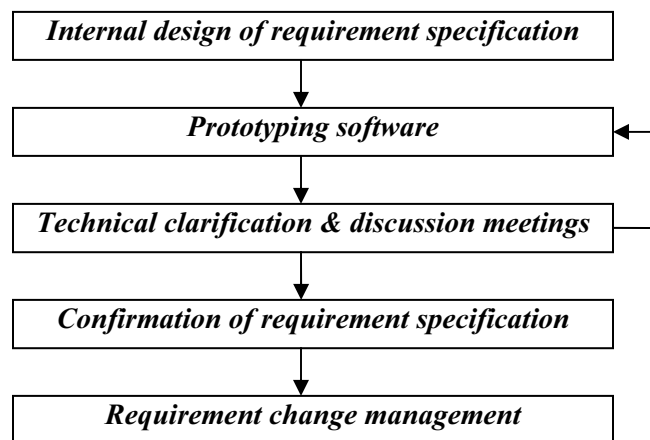 Internal design of requirement specification
Prototyping software
Technical clarification & discussion meetings
Confirmation of requirement specification
Requirement change management